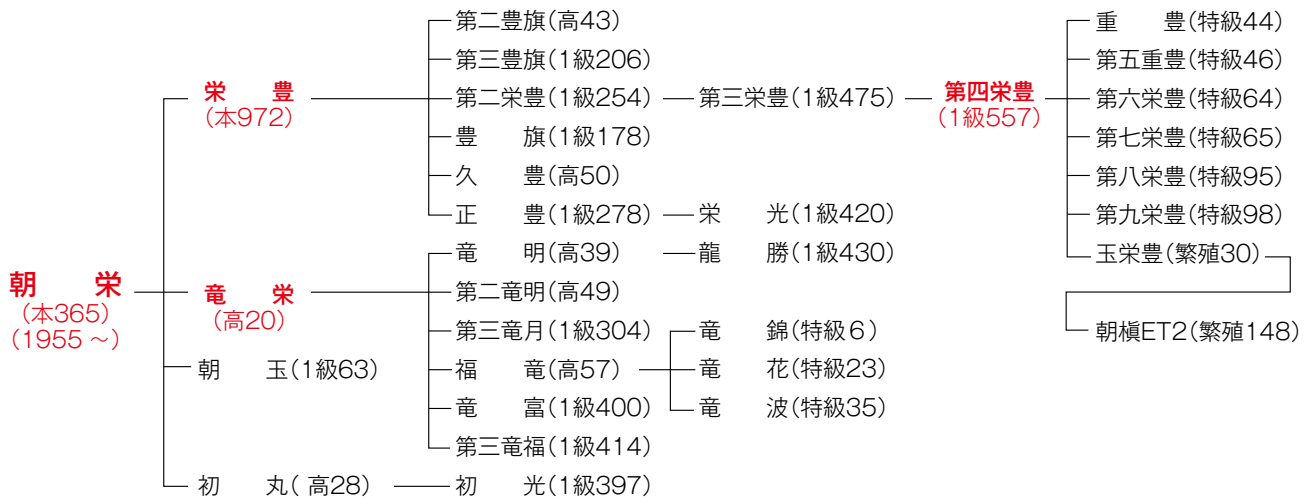 朝　栄
(本365)
(1955 ～)
栄　豊
(本972)
第二豊旗(高43)
第三豊旗(1級206)
第二栄豊(1級254)
第三栄豊(1級475)
第四栄豊
(1級557)
重　豊(特級44)
第五重豊(特級46)
第六栄豊(特級64)
第七栄豊(特級65)
第八栄豊(特級95)
第九栄豊(特級98)
玉栄豊(繁殖30)
朝槇ET2(繁殖148)
豊　旗(1級178)
久　豊(高50)
正　豊(1級278)
栄　光(1級420)
竜　栄
(高20)
竜　明(高39)
龍　勝(1級430)
第二竜明(高49)
第三竜月(1級304)
福　竜(高57)
竜　錦(特級6)
竜　花(特級23)
竜　波(特級35)
竜　富(1級400)
第三竜福(1級414)
朝　玉(1級63)
初　丸( 高28)
初　光(1級397)